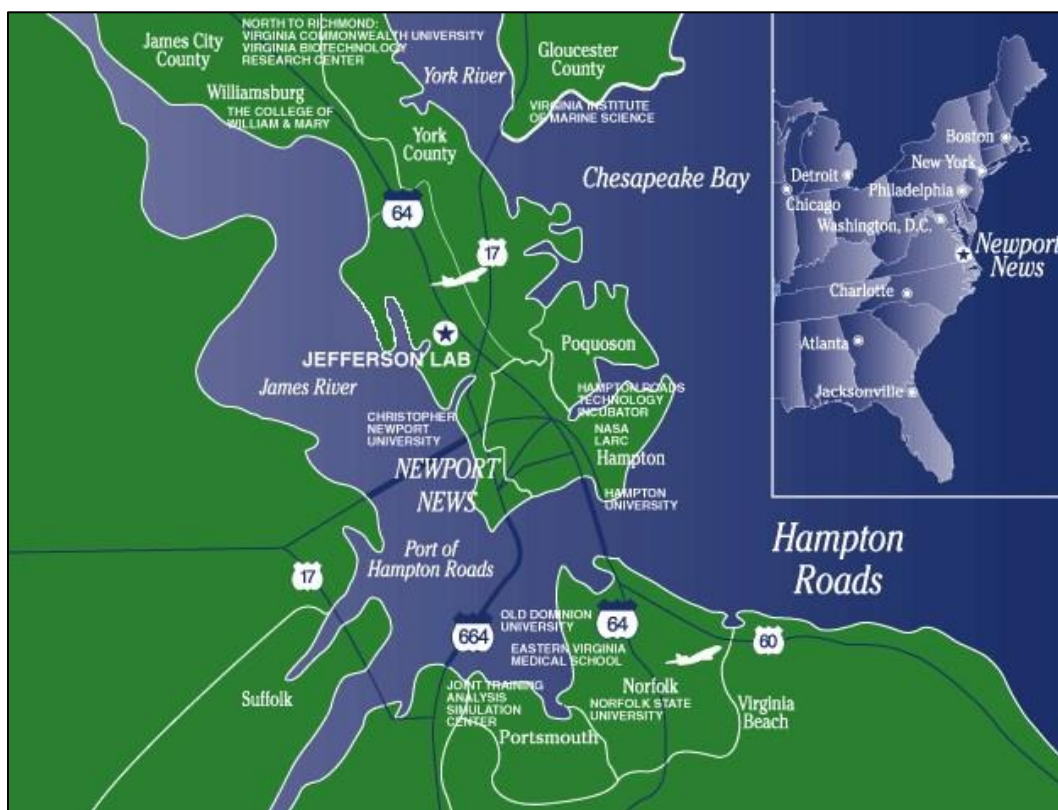 NORTH TO RICHMOND:
VIRGINIA COMMONWEALTH UNIVERSITY
VIRGINIA BIOTECHNOLOGY
RESEARCH CENTER
James City
County
Gloucester
County
York River
Williamsburg
THE COLLEGE OF
WILLIAM & MARY
VIRGINIA INSTITUTE
OF MARINE SCIENCE
York
County
Chesapeake Bay
64
17
JEFFERSON LAB
James River
Poquoson
HAMPTON ROADS
TECHNOLOGY
INCUBATOR
CHRISTOPHER
NEWPORT
UNIVERSITY
NASA
LARC
Hampton
NEWPORT
NEWS
HAMPTON
UNIVERSITY
Port of
Hampton Roads
Hampton
Roads
17
664
OLD DOMINION
UNIVERSITY
64
60
EASTERN VIRGINIA
MEDICAL SCHOOL
Suffolk
JOINT TRAINING
ANALYSIS
SIMULATION
CENTER
Norfolk
NORFOLK STATE
UNIVERSITY
Virginia
Beach
Portsmouth
Boston
New York
Detroit
Philadelphia
Chicago
Washington, D.C.
Newport
News
Charlotte
Atlanta
Jacksonville